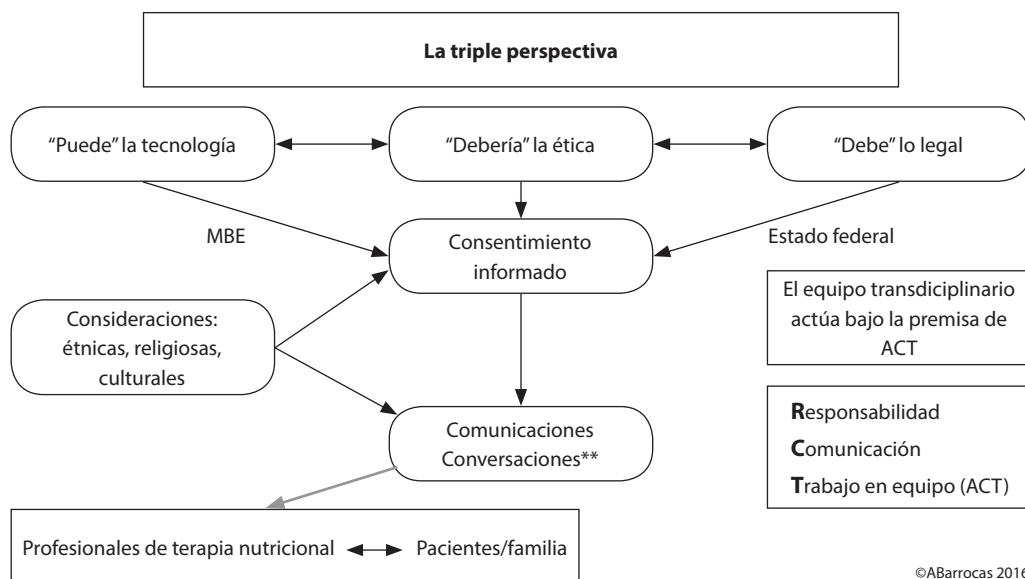 La triple perspectiva
“Puede” la tecnología
“Debería” la ética
“Debe” lo legal
MBE
Consentimiento
informado
Estado federal
Consideraciones:
étnicas, religiosas,
culturales
El equipo transdiciplinario
actúa bajo la premisa de
ACT
Comunicaciones
Conversaciones**
Responsabilidad
Comunicación
Trabajo en equipo (ACT)
Profesionales de terapia nutricional
Pacientes/familia
©ABarrocas 2016